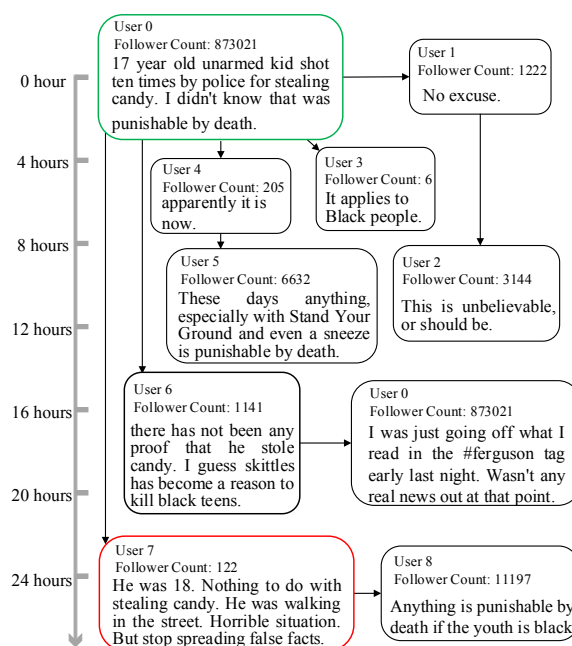 User 0
Follower Count: 873021
17 year old unarmed kid shot
ten times by police for stealing
candy. I didn't know that was
punishable by death.
User 1
Follower Count: 1222
No excuse.
0 hour
4 hours
8 hours
12 hours
16 hours
20 hours
24 hours
User 4
Follower Count: 205
apparently it is
now.
User 3
Follower Count: 6
It applies to
Black people.
User 5
Follower Count: 6632
These days anything,
especially with Stand Your
Ground and even a sneeze
is punishable by death.
User 2
Follower Count: 3144
This is unbelievable,
or should be.
User 6
Follower Count: 1141
there has not been any
proof that he stole
candy. I guess skittles
has become a reason to
kill black teens.
User 0
Follower Count: 873021
I was just going off what I
read in the #ferguson tag
early last night. Wasn't any
real news out at that point.
User 7
Follower Count: 122
He was 18. Nothing to do with
stealing candy. He was walking
in the street. Horrible situation.
But stop spreading false facts.
User 8
Follower Count: 11197
Anything is punishable by
death if the youth is black